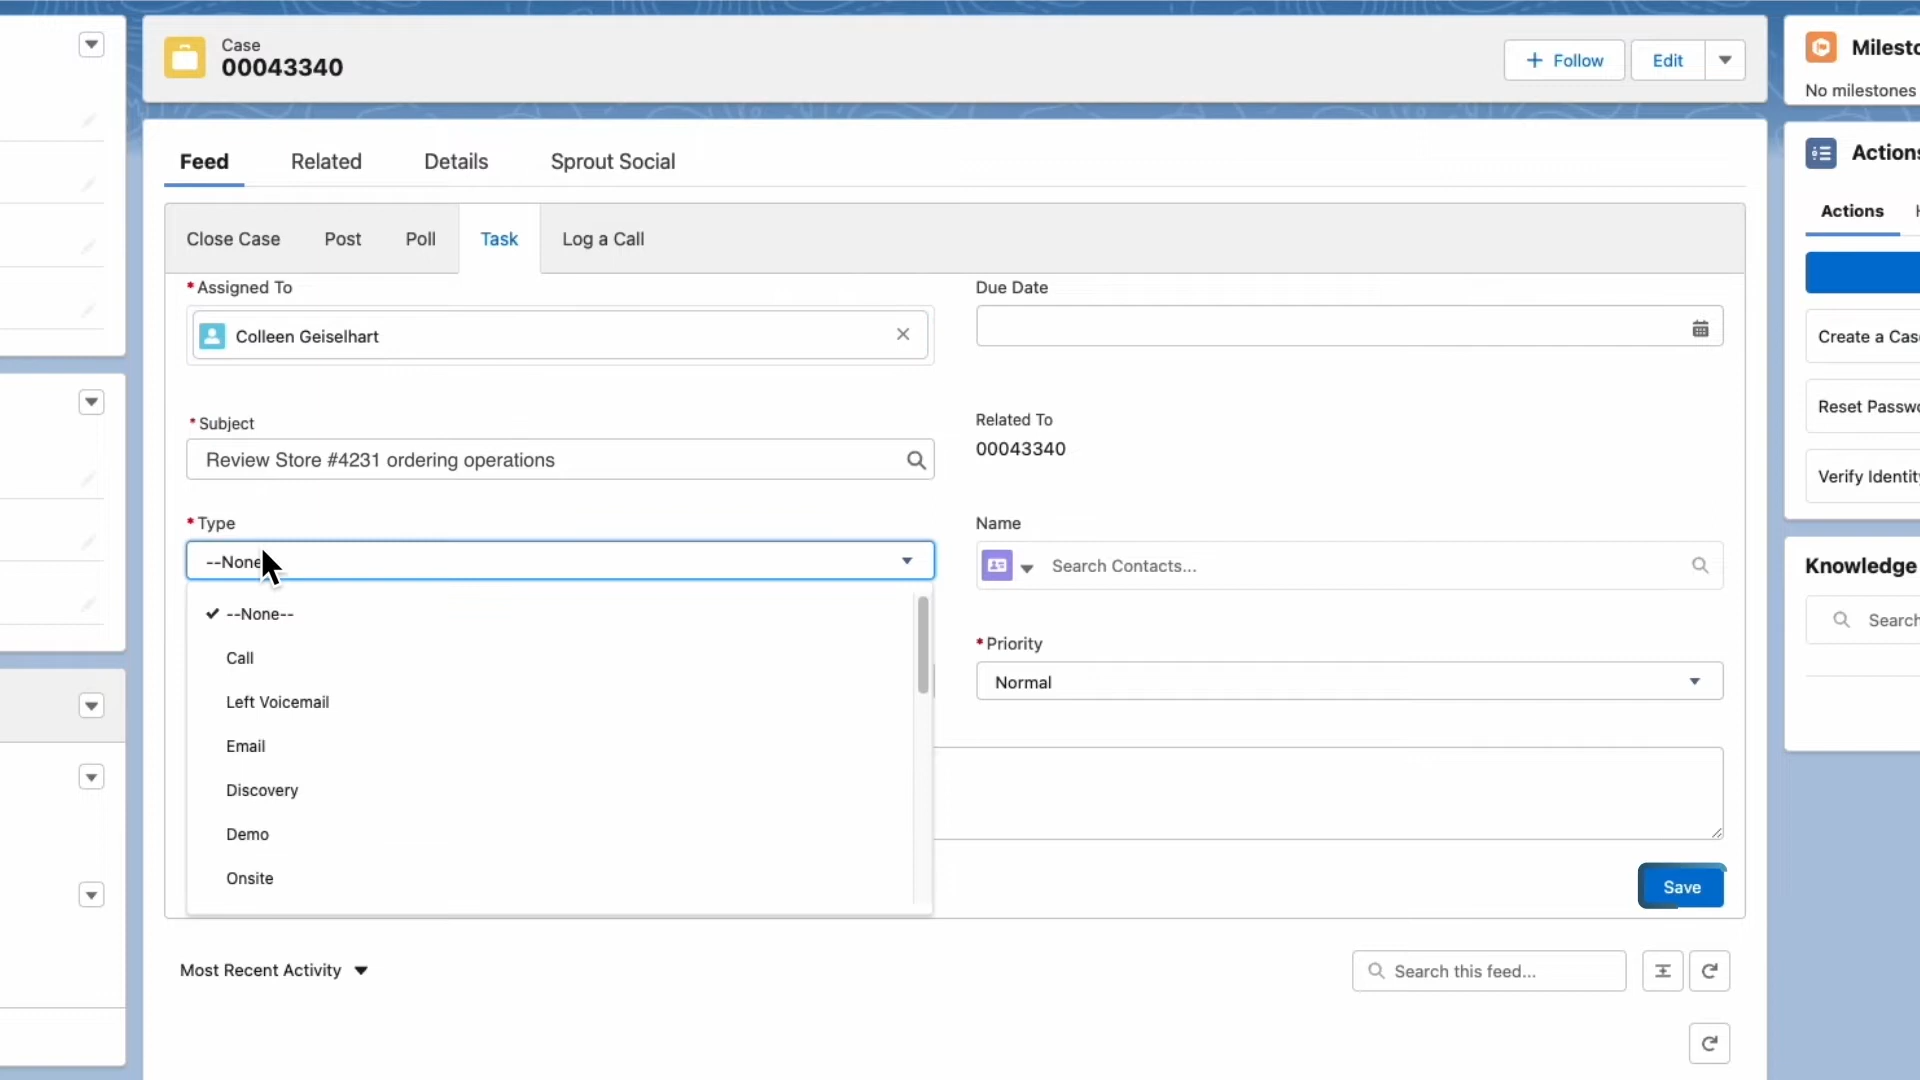 Case
00043340
+ Follow
Edit
Milesto
No milestones
Feed
Related
Details
Sprout Social
Actions
Close Case
Post
Poll
Task
Log a Call
Actions
*Assigned To
Colleen Geiselhart
Due Date
Create a Cas
*Subject
Review Store #4231 ordering operations
Related To
00043340
Reset Passwo
Verify Identity
*Type
--None
Name
Search Contacts...
Knowledge
Search
--None--
Call
Left Voicemail
Email
Discovery
Demo
Onsite
*Priority
Normal
Save
Most Recent Activity
Search this feed...